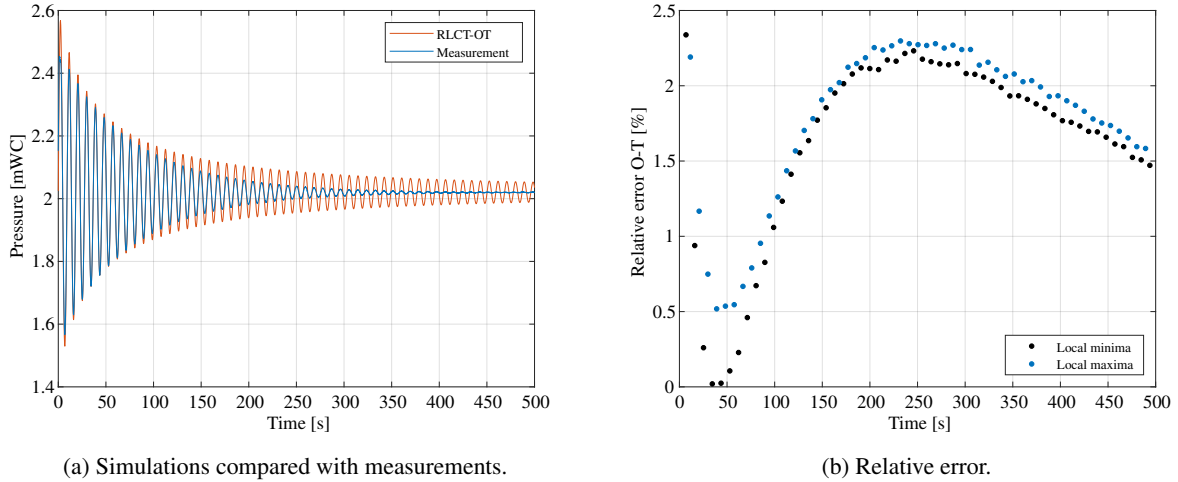 2.6
2.4
2.2
2
1.8
1.6
1.4
Pressure [mWC]
RLCT-OT
Measurement
0 50 100 150 200 250 300 350 400 450 500
Time [s]
(a) Simulations compared with measurements.
2.5
2
1.5
1
0.5
0
Relative error O-T [%]
Local minima
Local maxima
0 50 100 150 200 250 300 350 400 450 500
Time [s]
(b) Relative error.